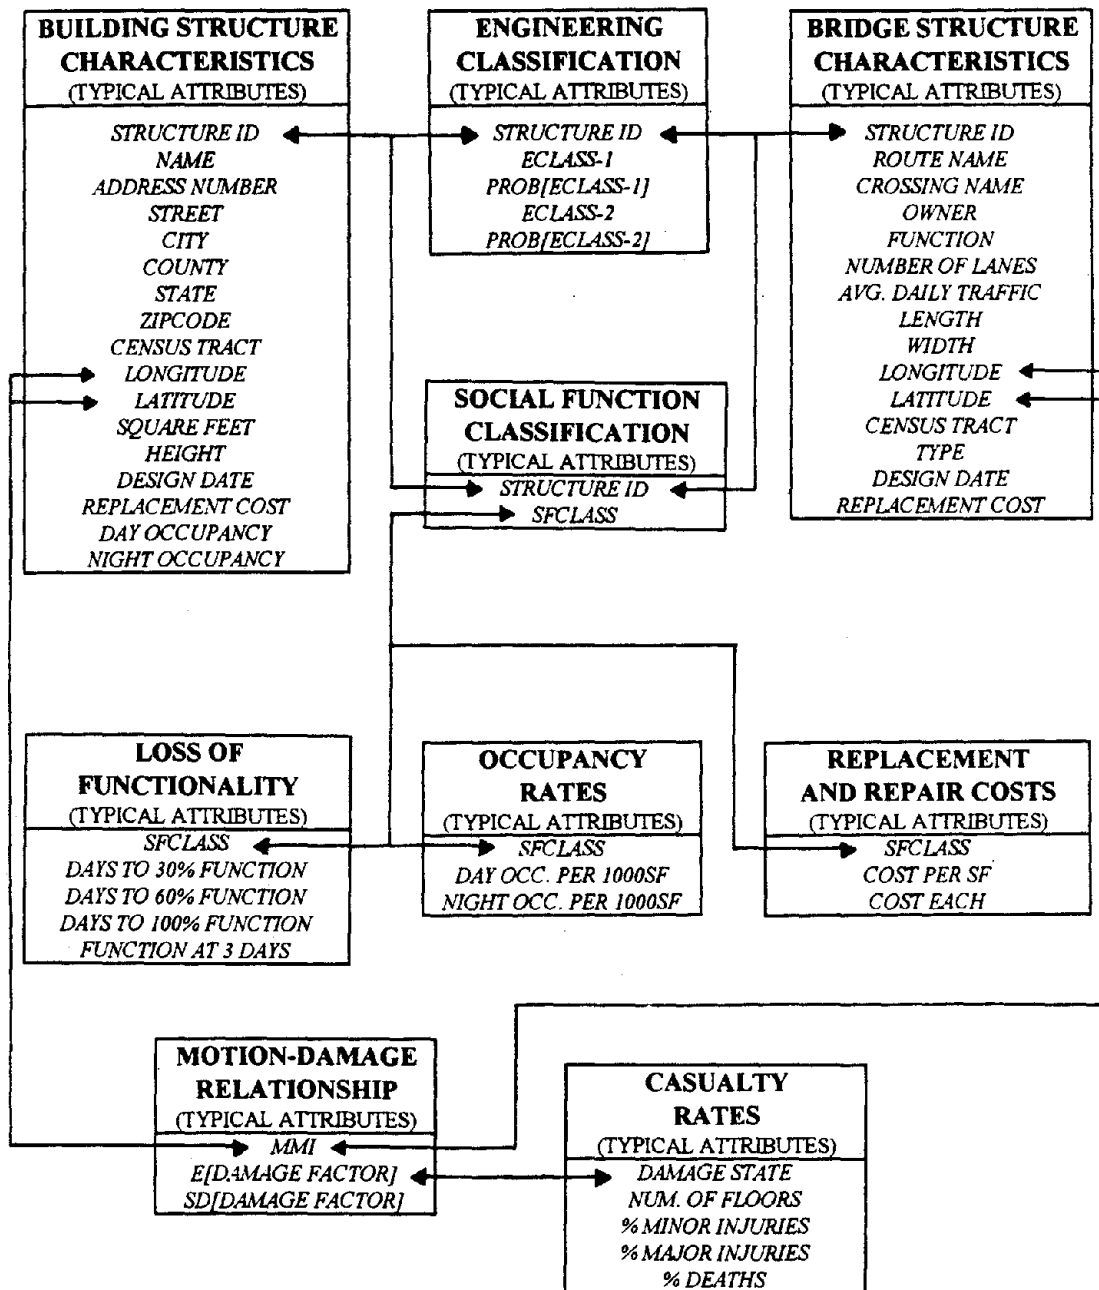 BUILDING STRUCTURE
CHARACTERISTICS
(TYPICAL ATTRIBUTES)
STRUCTURE ID
NAME
ADDRESS NUMBER
STREET
CITY
COUNTY
STATE
ZIPCODE
CENSUS TRACT
LONGITUDE
LATITUDE
SQUARE FEET
HEIGHT
DESIGN DATE
REPLACEMENT COST
DAY OCCUPANCY
NIGHT OCCUPANCY
ENGINEERING
CLASSIFICATION
(TYPICAL ATTRIBUTES)
STRUCTURE ID
ECLASS-1
PROB[ECLASS-1]
ECLASS-2
PROB[ECLASS-2]
BRIDGE STRUCTURE
CHARACTERISTICS
(TYPICAL ATTRIBUTES)
STRUCTURE ID
ROUTE NAME
CROSSING NAME
OWNER
FUNCTION
NUMBER OF LANES
AVG. DAILY TRAFFIC
LENGTH
WIDTH
LONGITUDE
LATITUDE
CENSUS TRACT
TYPE
DESIGN DATE
REPLACEMENT COST
SOCIAL FUNCTION
CLASSIFICATION
(TYPICAL ATTRIBUTES)
STRUCTURE ID
SFCLASS
LOSS OF
FUNCTIONALITY
(TYPICAL ATTRIBUTES)
SFCLASS
DAYS TO 30% FUNCTION
DAYS TO 60% FUNCTION
DAYS TO 100% FUNCTION
FUNCTION AT 3 DAYS
OCCUPANCY
RATES
(TYPICAL ATTRIBUTES)
SFCLASS
DAY OCC. PER 1000SF
NIGHT OCC. PER 1000SF
REPLACEMENT
AND REPAIR COSTS
(TYPICAL ATTRIBUTES)
SFCLASS
COST PER SF
COST EACH
MOTION-DAMAGE
RELATIONSHIP
(TYPICAL ATTRIBUTES)
MMI
E[DAMAGE FACTOR]
SD[DAMAGE FACTOR]
CASUALTY
RATES
(TYPICAL ATTRIBUTES)
DAMAGE STATE
NUM. OF FLOORS
% MINOR INJURIES
% MAJOR INJURIES
% DEATHS